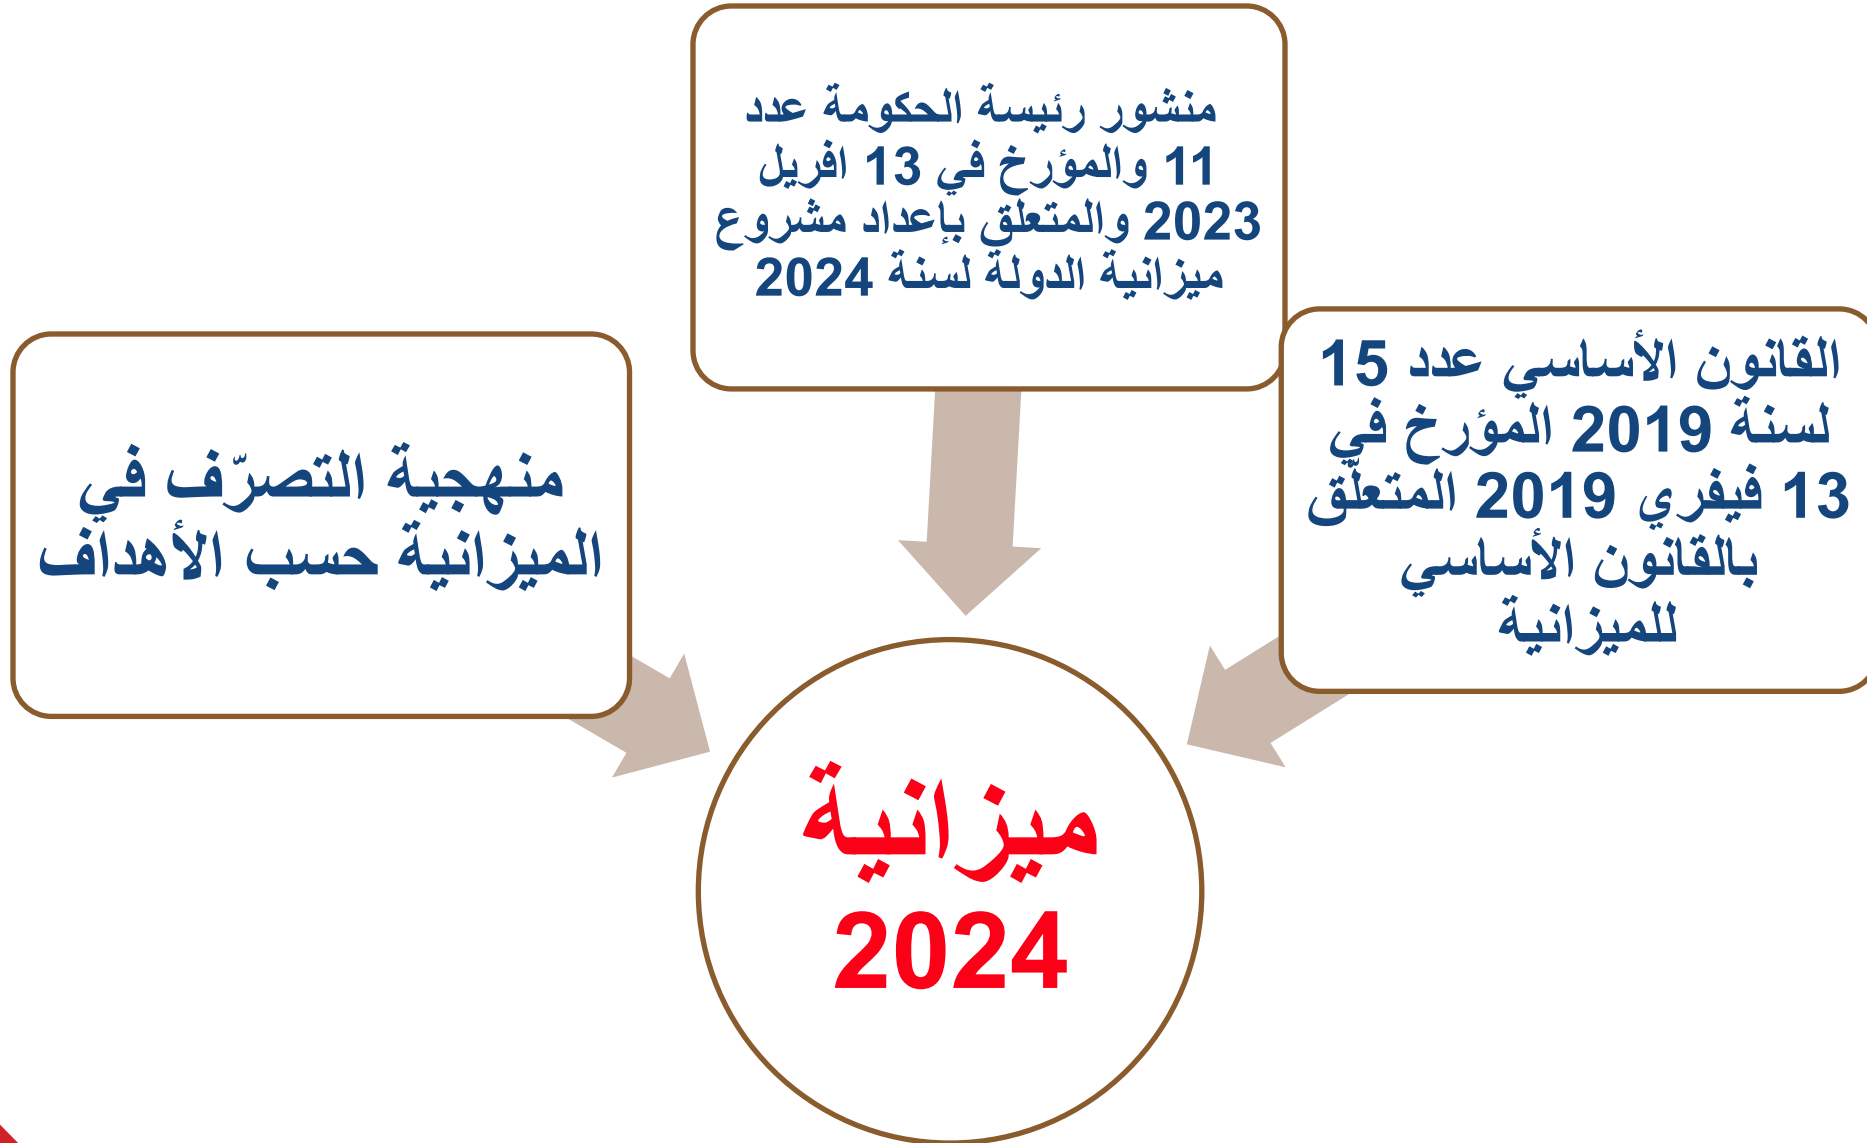 منشور رئيسة الحكومة عدد
11 والمؤرخ في 13 افريل
2023 والمتعلّق بإعداد مشروع
ميزانية الدولة لسنة 2024
القانون الأساسي عدد 15
لسنة 2019 المؤرخ في
13 فيفري 2019 المتعلّق
بالقانون الأساسي
للميزانية
منهجية التصرّف في
الميزانية حسب الأهداف
ميزانية
2024